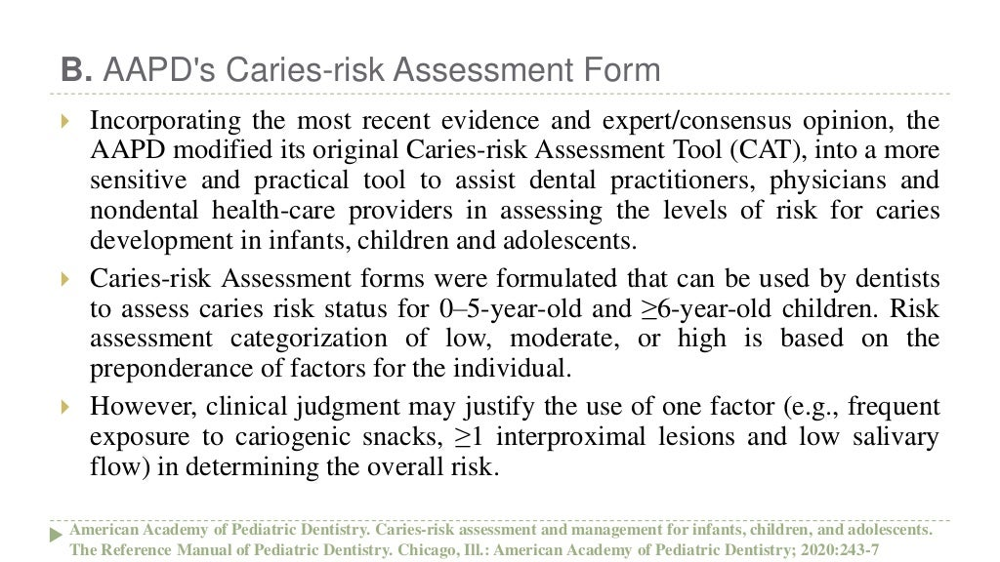 B. AAPD's Caries-risk Assessment Form
Incorporating the most recent evidence and expert/consensus opinion, the
AAPD modified its original Caries-risk Assessment Tool (CAT), into a more
sensitive and practical tool to assist dental practitioners, physicians and
nondental health-care providers in assessing the levels of risk for caries
development in infants, children and adolescents.
Caries-risk Assessment forms were formulated that can be used by dentists
to assess caries risk status for 0–5-year-old and ≥6-year-old children. Risk
assessment categorization of low, moderate, or high is based on the
preponderance of factors for the individual.
However, clinical judgment may justify the use of one factor (e.g., frequent
exposure to cariogenic snacks, ≥1 interproximal lesions and low salivary
flow) in determining the overall risk.
American Academy of Pediatric Dentistry. Caries-risk assessment and management for infants, children, and adolescents.
The Reference Manual of Pediatric Dentistry. Chicago, Ill.: American Academy of Pediatric Dentistry; 2020:243-7